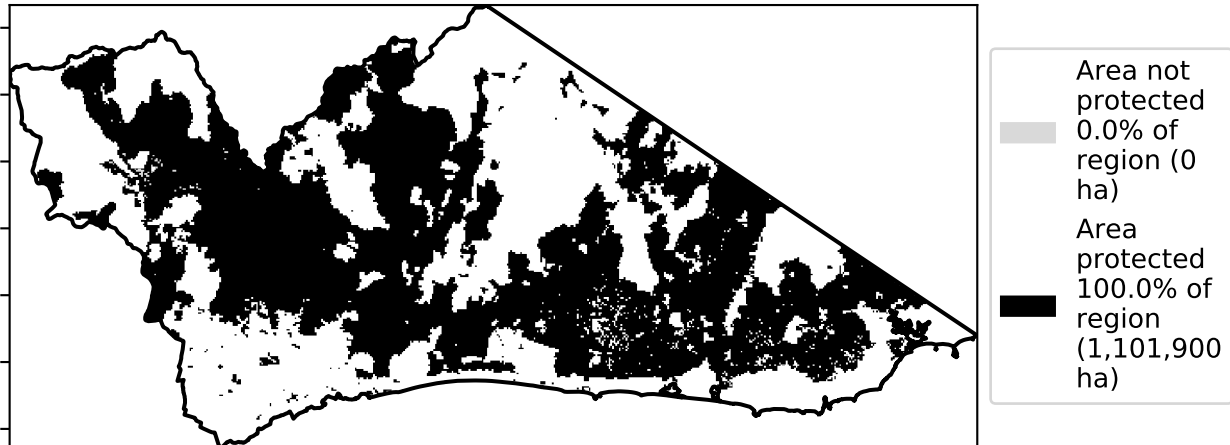 Area not
protected
0.0% of
region (0
ha)
Area
protected
100.0% of
region
(1,101,900
ha)